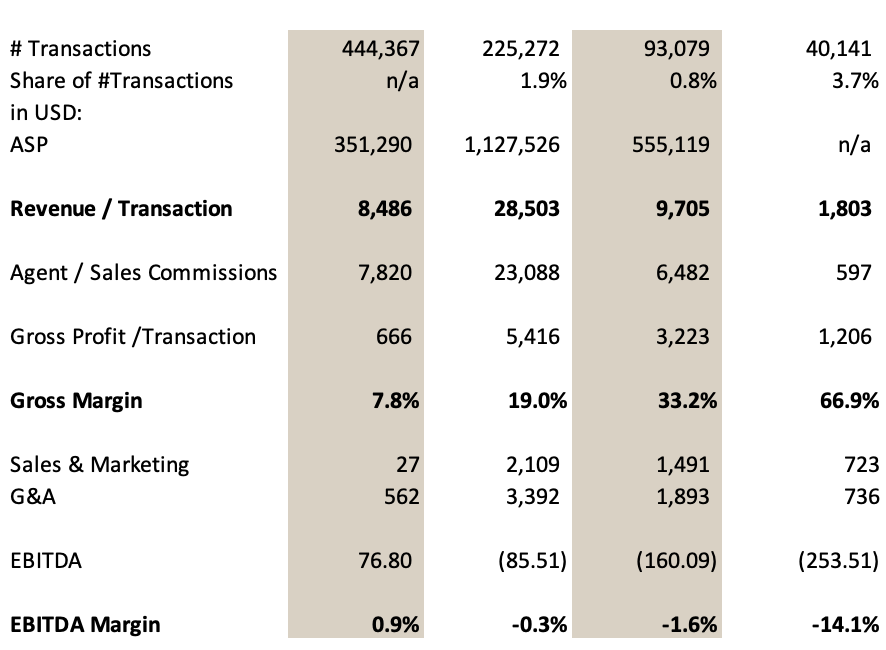 # Transactions 444,367 225,272 93,079 40,141
Share of #Transactions n/a 1.9% 0.8% 3.7%
in USD:
ASP 351,290 1,127,526 555,119 n/a
Revenue / Transaction 8,486 28,503 9,705 1,803
Agent / Sales Commissions 7,820 23,088 6,482 597
Gross Profit /Transaction 666 5,416 3,223 1,206
Gross Margin 7.8% 19.0% 33.2% 66.9%
Sales & Marketing 27 2,109 1,491 723
G&A 562 3,392 1,893 736
EBITDA 76.80 (85.51) (160.09) (253.51)
EBITDA Margin 0.9% -0.3% -1.6% -14.1%